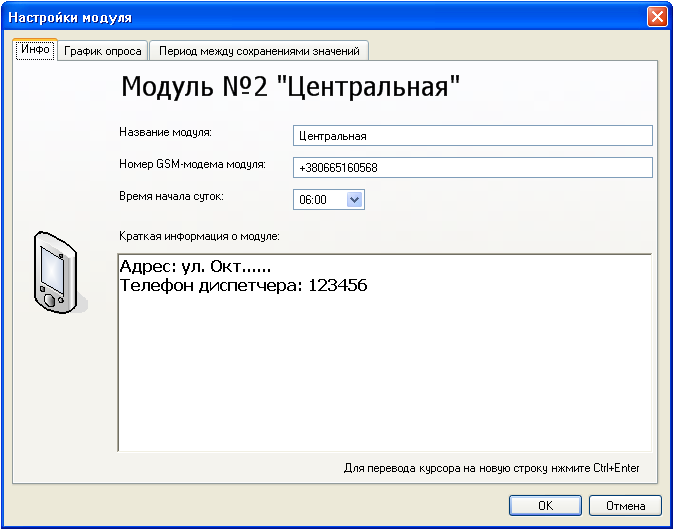 Настройки модуля
Инфо График опроса Период между сохранениями значений
Модуль №2 "Центральная"
Название модуля: Центральная
Номер GSM-модема модуля: +380665160568
Время начала суток: 06:00
Краткая информация о модуле:
Адрес: ул. Окт......
Телефон диспетчера: 123456
Для перевода курсора на новую строку нжмите Ctrl+Enter
OK Отмена